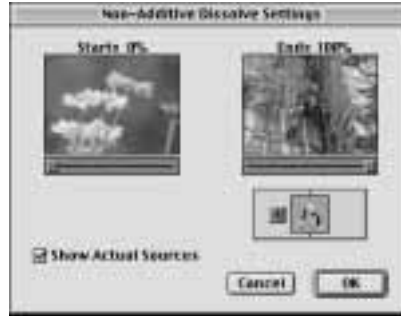 Non-Additive Dissolve Settings
Start: 0%
End: 100%
Show Actual Sources
Cancel
OK